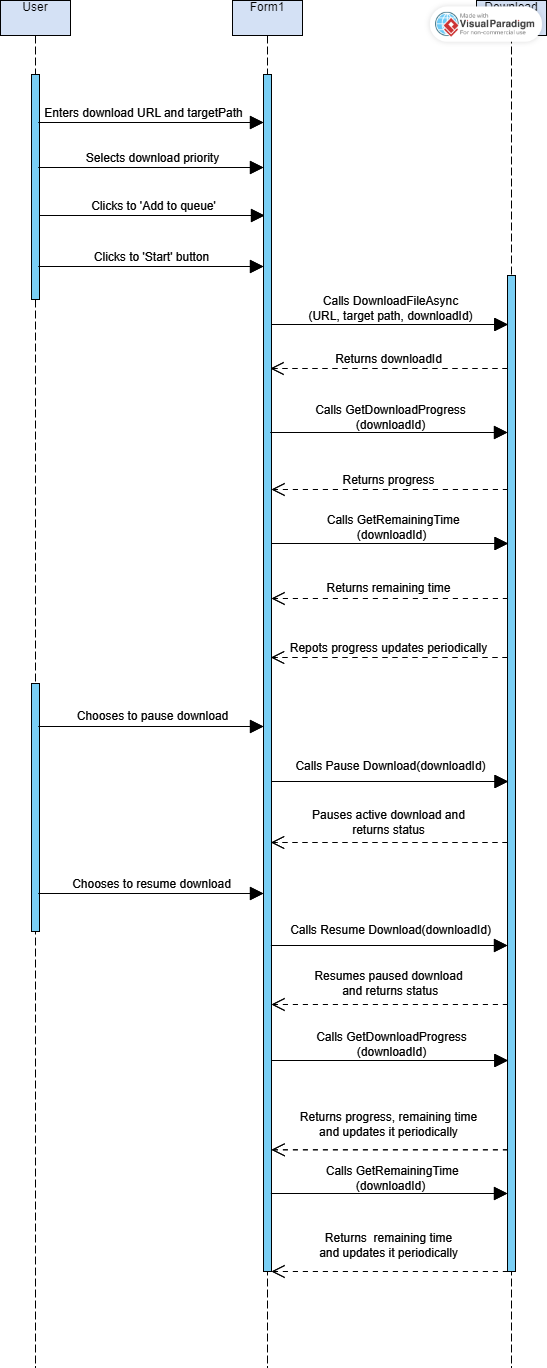 User
Form1
Download
Made with
VisualParadigm
For non-commercial use
Enters download URL and targetPath
Selects download priority
Clicks to 'Add to queue'
Clicks to 'Start' button
Calls DownloadFileAsync
(URL, target path, downloadId)
Returns downloadId
Calls GetDownloadProgress
(downloadId)
Returns progress
Calls GetRemainingTime
(downloadId)
Returns remaining time
Repots progress updates periodically
Chooses to pause download
Calls Pause Download(downloadId)
Pauses active download and
returns status
Chooses to resume download
Calls Resume Download(downloadId)
Resumes paused download
and returns status
Calls GetDownloadProgress
(downloadId)
Returns progress, remaining time
and updates it periodically
Calls GetRemainingTime
(downloadId)
Returns  remaining time
and updates it periodically